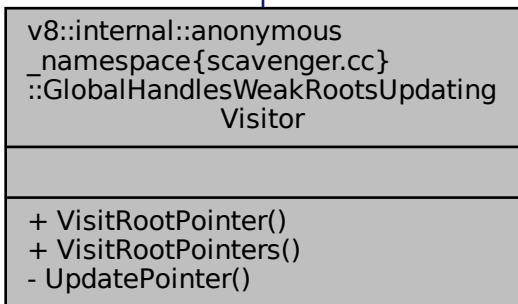 v8::internal::anonymous
_namespace{scavenger.cc}
::GlobalHandlesWeakRootsUpdating
Visitor
+ VisitRootPointer()
+ VisitRootPointers()
- UpdatePointer()